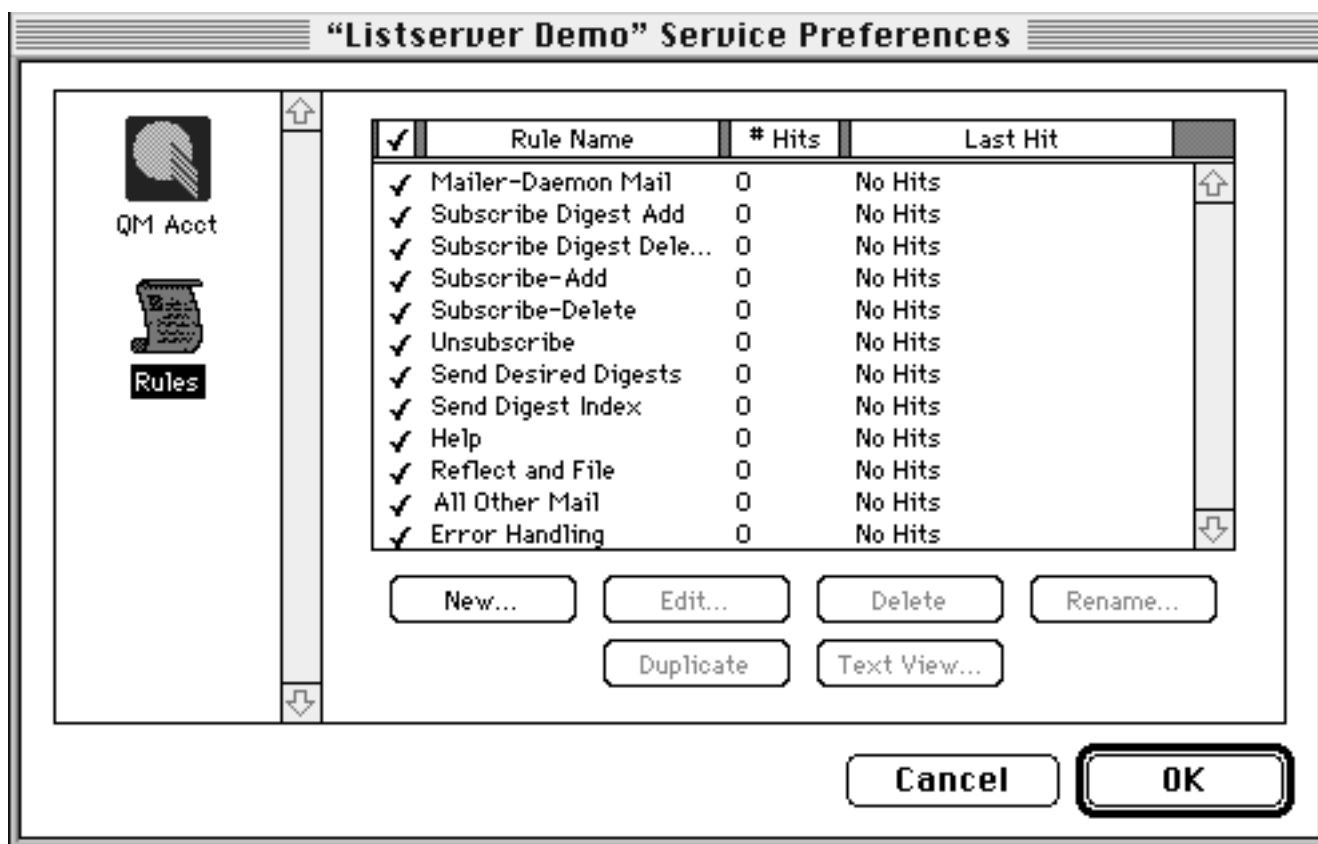 “Listserver Demo” Service Preferences
QM Acct
Rules
✓ Rule Name # Hits Last Hit
✓ Mailer-Daemon Mail 0 No Hits
✓ Subscribe Digest Add 0 No Hits
✓ Subscribe Digest Dele... 0 No Hits
✓ Subscribe-Add 0 No Hits
✓ Subscribe-Delete 0 No Hits
✓ Unsubscribe 0 No Hits
✓ Send Desired Digests 0 No Hits
✓ Send Digest Index 0 No Hits
✓ Help 0 No Hits
✓ Reflect and File 0 No Hits
✓ All Other Mail 0 No Hits
✓ Error Handling 0 No Hits
New... Edit... Delete Rename...
Duplicate Text View...
Cancel OK